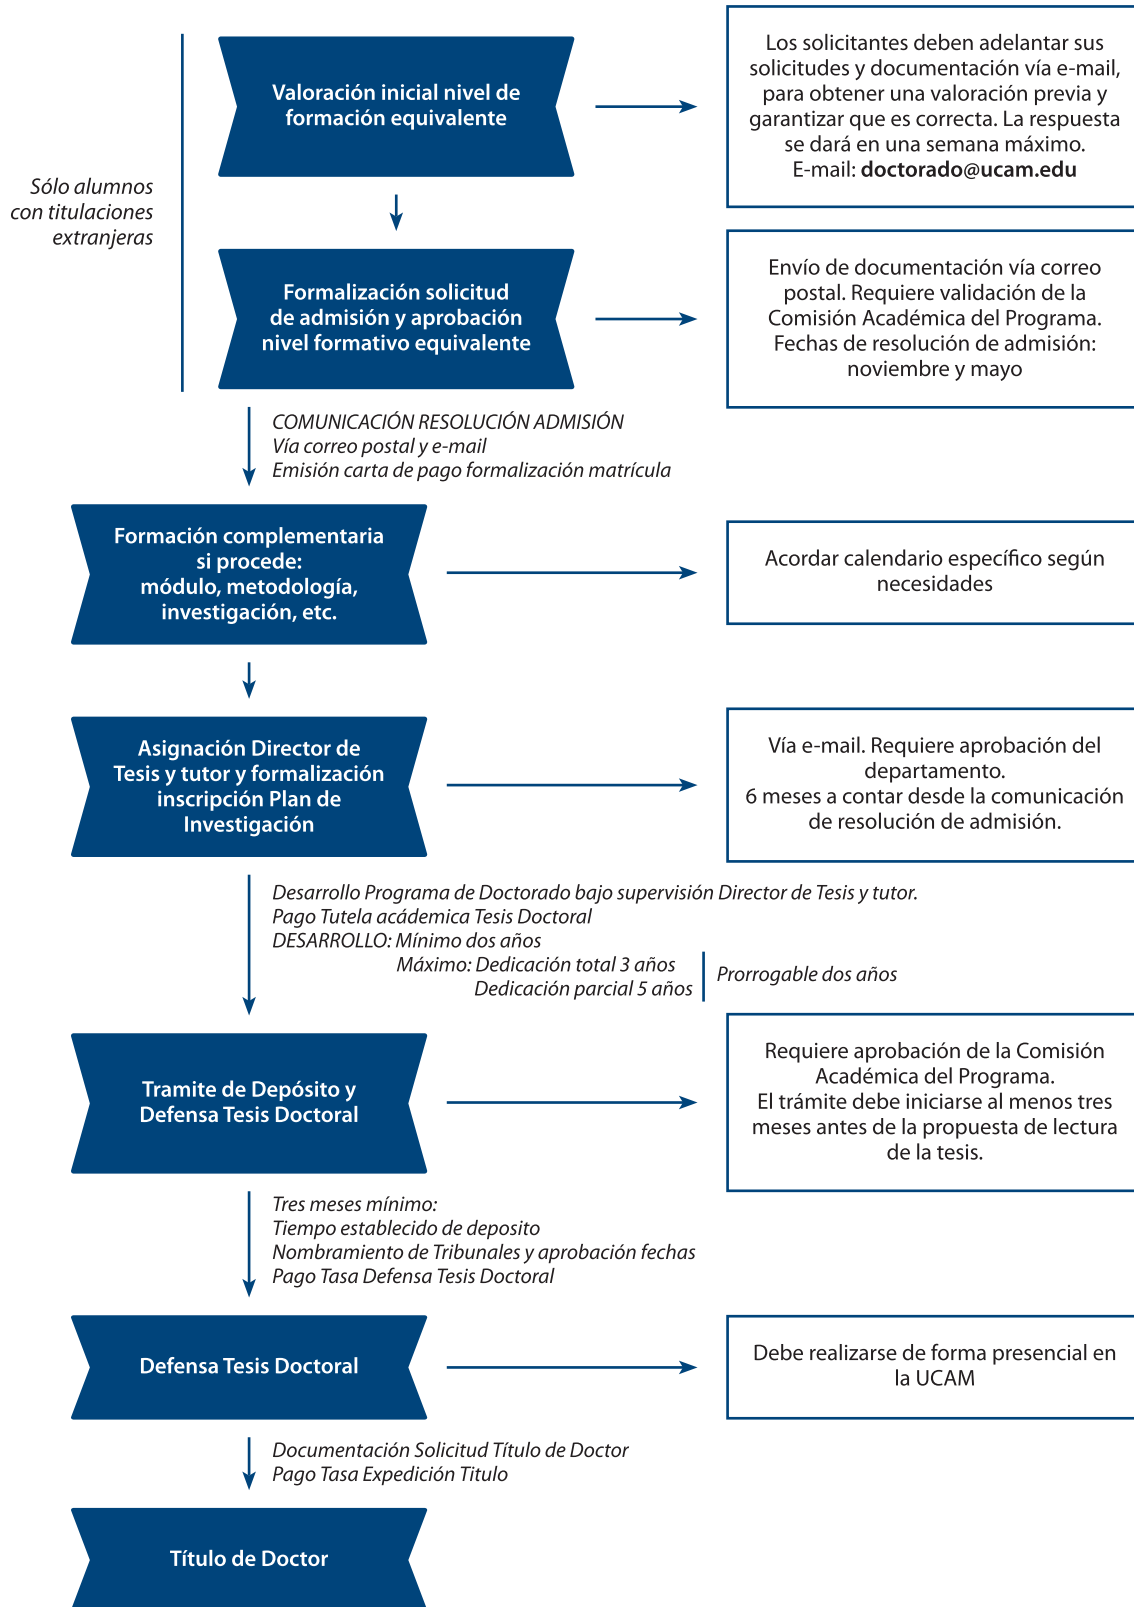 Valoración inicial nivel de
formación equivalente
Los solicitantes deben adelantar sus
solicitudes y documentación vía e-mail,
para obtener una valoración previa y
garantizar que es correcta. La respuesta
se dará en una semana máximo.
E-mail: doctorado@ucam.edu
Sólo alumnos
con titulaciones
extranjeras
Formalización solicitud
de admisión y aprobación
nivel formativo equivalente
Envío de documentación vía correo
postal. Requiere validación de la
Comisión Académica del Programa.
Fechas de resolución de admisión:
noviembre y mayo
COMUNICACIÓN RESOLUCIÓN ADMISIÓN
Vía correo postal y e-mail
Emisión carta de pago formalización matrícula
Formación complementaria
si procede:
módulo, metodología,
investigación, etc.
Acordar calendario específico según
necesidades
Asignación Director de
Tesis y tutor y formalización
inscripción Plan de
Investigación
Vía e-mail. Requiere aprobación del
departamento.
6 meses a contar desde la comunicación
de resolución de admisión.
Desarrollo Programa de Doctorado bajo supervisión Director de Tesis y tutor.
Pago Tutela acádemica Tesis Doctoral
DESARROLLO: Mínimo dos años
Máximo: Dedicación total 3 años
Dedicación parcial 5 años
Prorrogable dos años
Tramite de Depósito y
Defensa Tesis Doctoral
Requiere aprobación de la Comisión
Académica del Programa.
El trámite debe iniciarse al menos tres
meses antes de la propuesta de lectura
de la tesis.
Tres meses mínimo:
Tiempo establecido de deposito
Nombramiento de Tribunales y aprobación fechas
Pago Tasa Defensa Tesis Doctoral
Defensa Tesis Doctoral
Debe realizarse de forma presencial en
la UCAM
Documentación Solicitud Título de Doctor
Pago Tasa Expedición Titulo
Título de Doctor